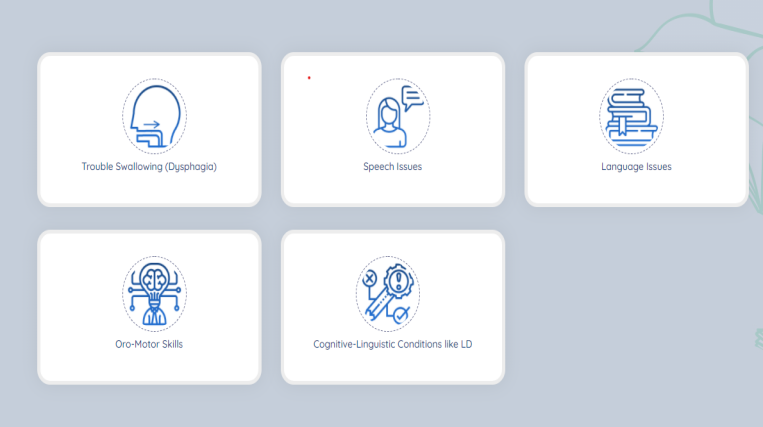 Trouble Swallowing (Dysphagia)
Speech Issues
Language Issues
Oro-Motor Skills
Cognitive-Linguistic Conditions like LD